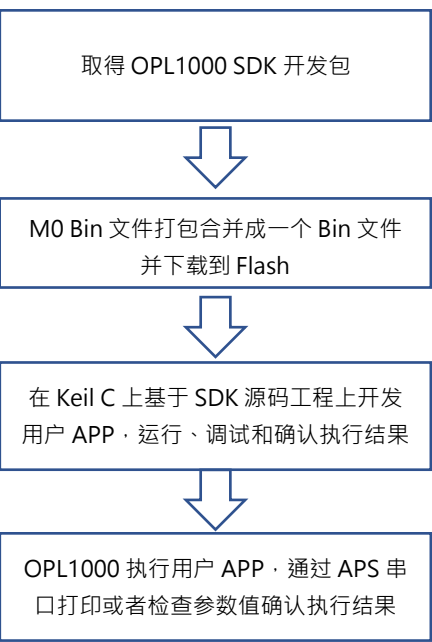 取得 OPL1000 SDK 开发包
M0 Bin 文件打包合并成一个 Bin 文件
并下载到 Flash
在 Keil C 上基于 SDK 源码工程上开发
用户 APP，运行、调试和确认执行结果
OPL1000 执行用户 APP，通过 APS 串
口打印或者检查参数值确认执行结果